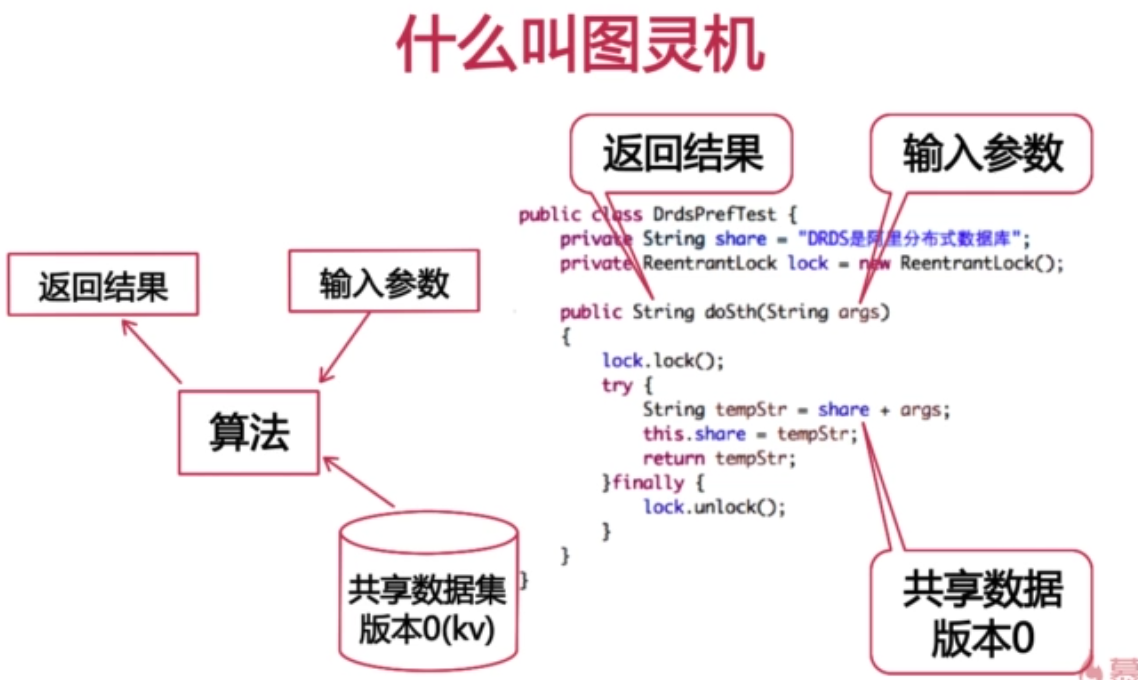 什么叫图灵机
返回结果
输入参数
返回结果
输入参数
算法
共享数据集
版本0(kv)
public class DrdsPrefTest {
private String share = "DRDS是阿里分布式数据库";
private ReentrantLock lock = new ReentrantLock();
public String doSth(String args)
{
lock.lock();
try {
String tempStr = share + args;
this.share = tempStr;
return tempStr;
}finally {
lock.unlock();
}
}
}
共享数据
版本0